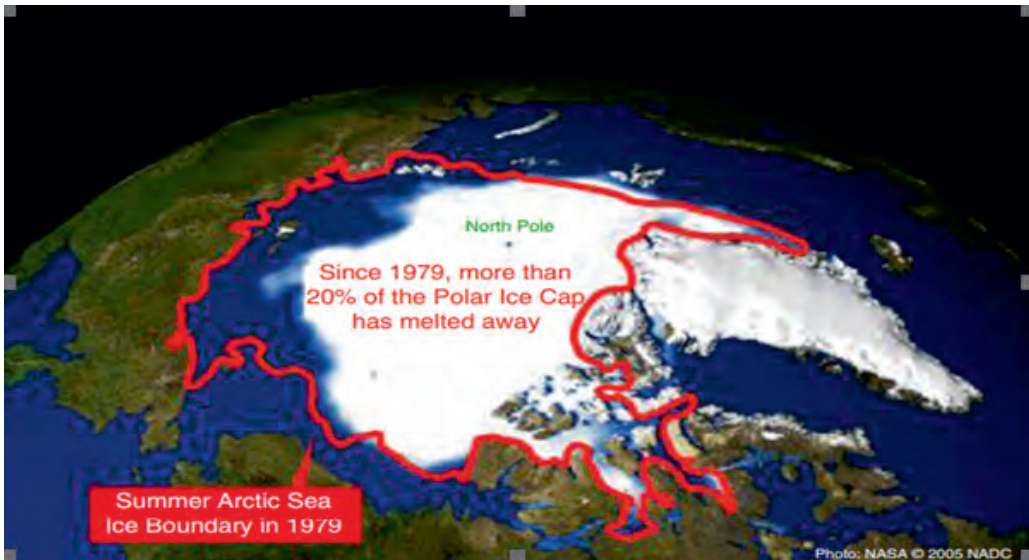 North Pole
Since 1979, more than
20% of the Polar Ice Cap
has melted away
Summer Arctic Sea
Ice Boundary in 1979
Photo: NASA © 2005 NADC